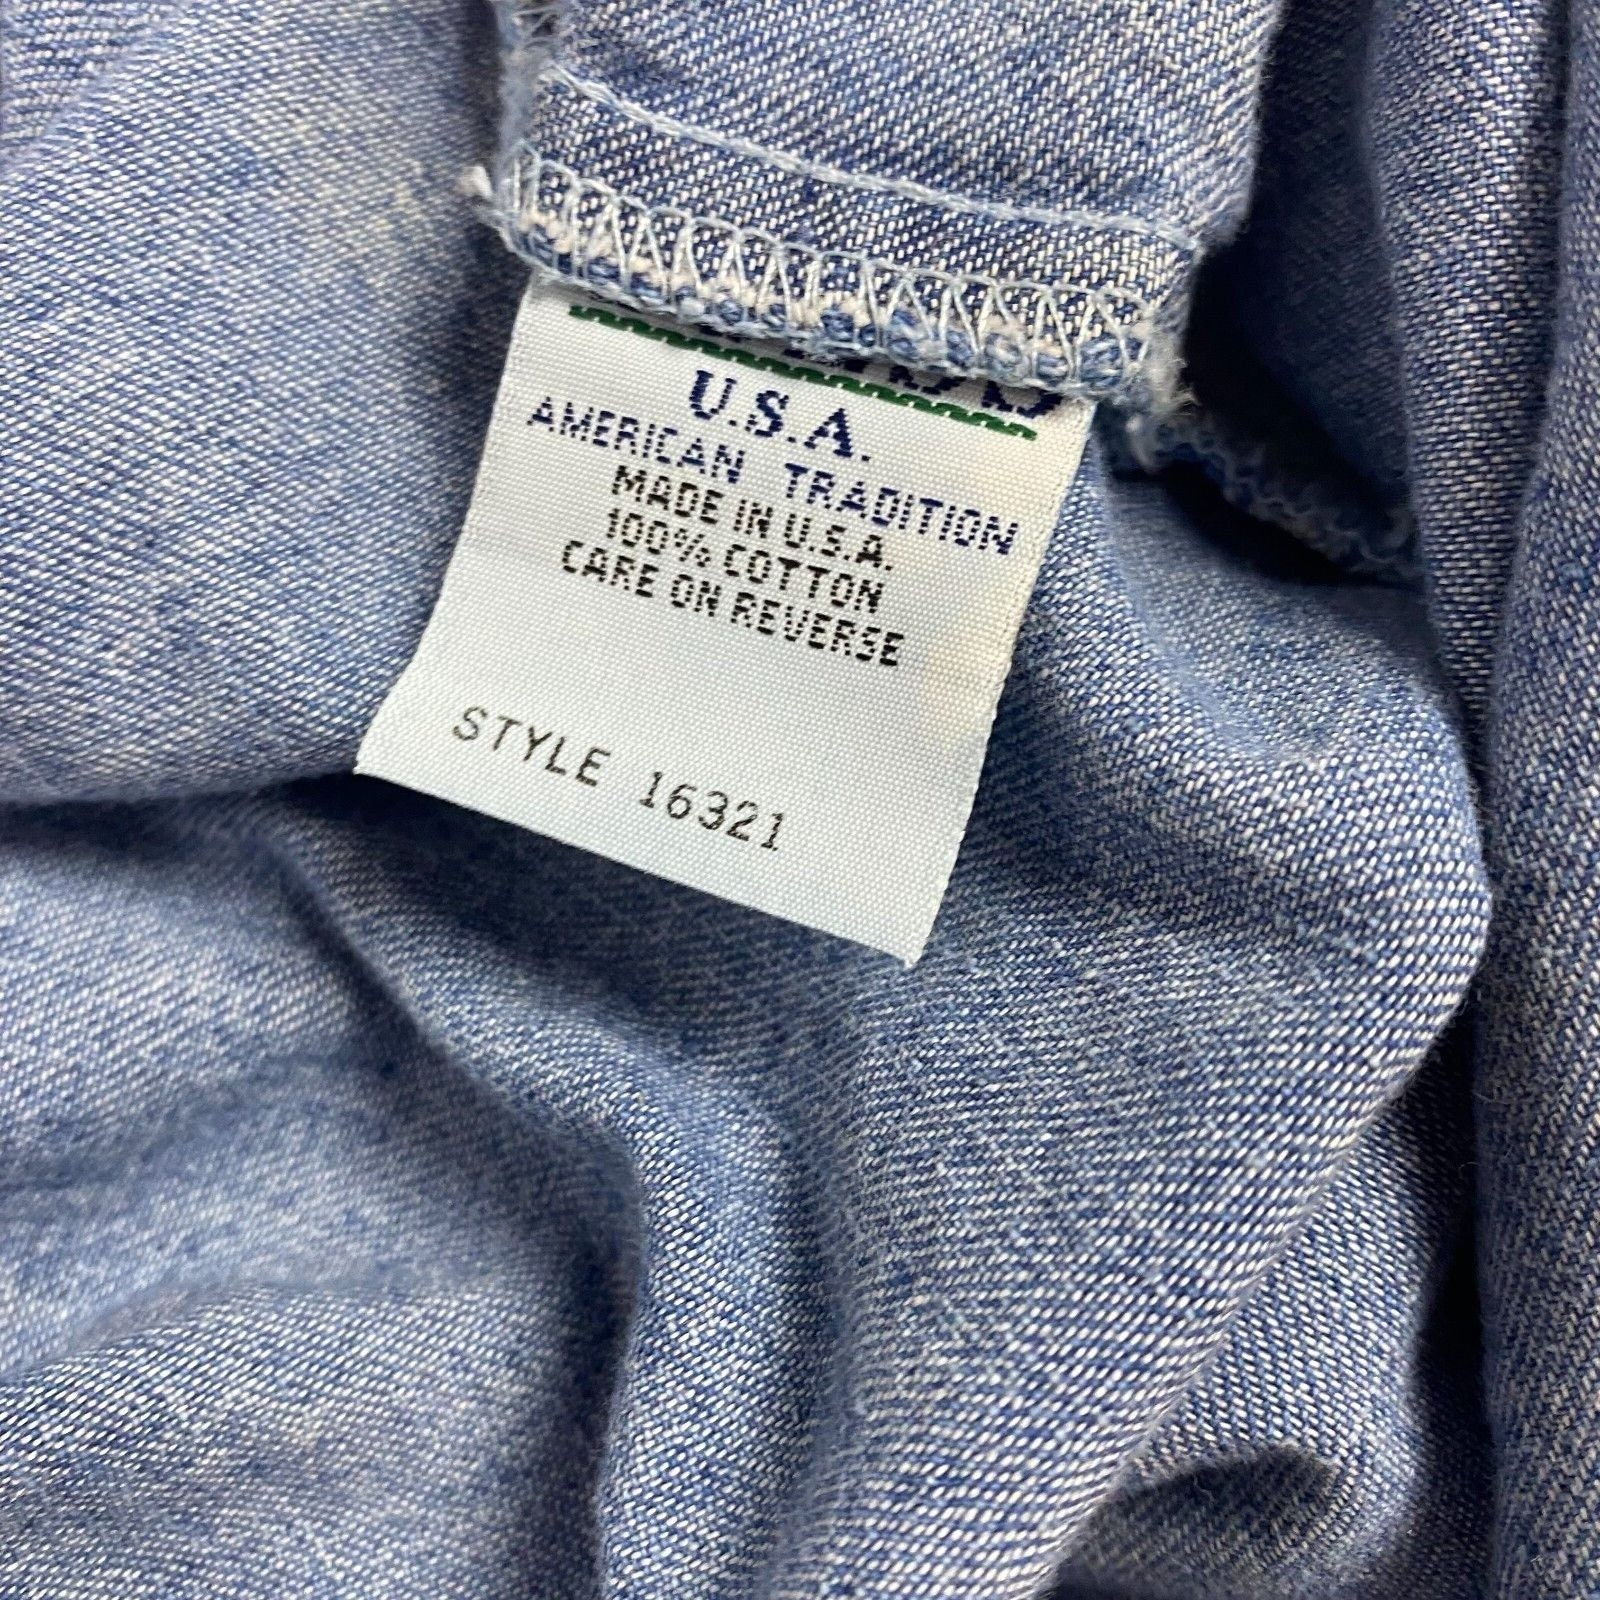 U.S.A.
AMERICAN TRADITION
MADE IN U.S.A.
100% COTTON
CARE ON REVERSE
STYLE 16321